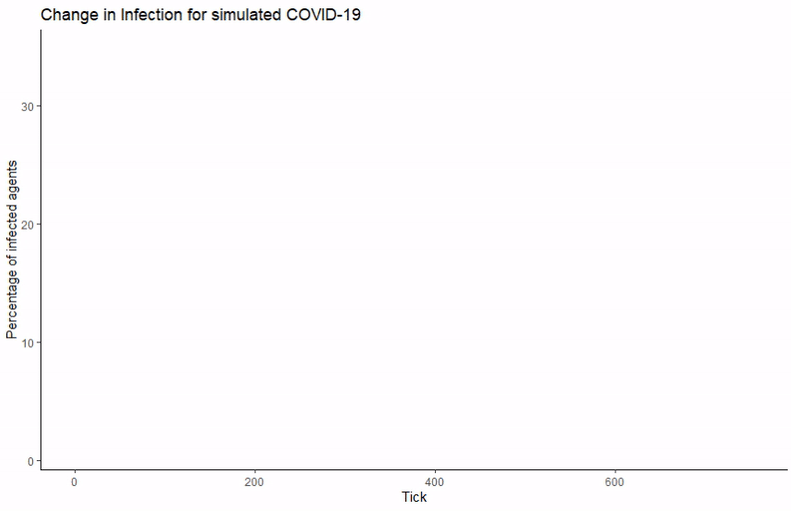 Change in Infection for simulated COVID-19
Percentage of infected agents
30
20
10
0
0 200 400 600
Tick